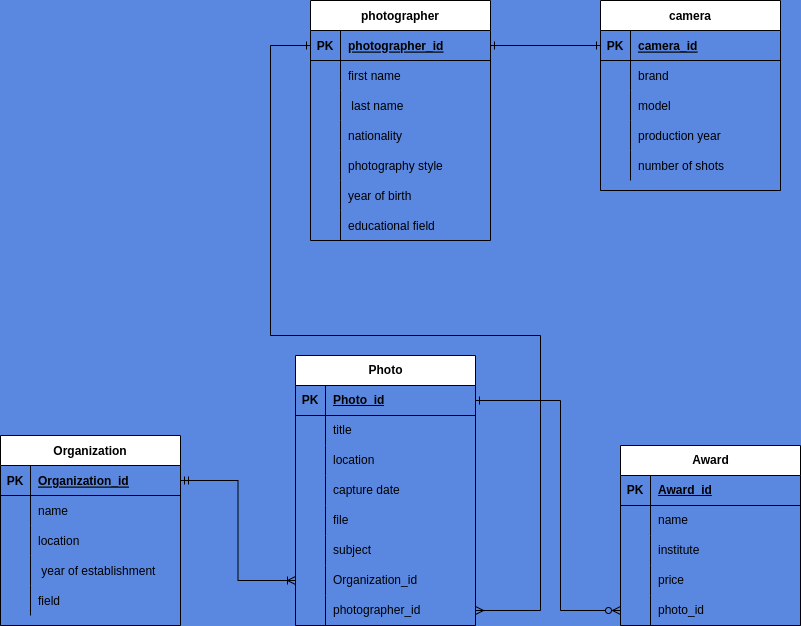 photographer
PK photographer_id
first name
last name
nationality
photography style
year of birth
educational field
camera
PK camera_id
brand
model
production year
number of shots
Photo
PK Photo_id
title
location
capture date
file
subject
Organization_id
photographer_id
Organization
PK Organization_id
name
location
year of establishment
field
Award
PK Award_id
name
institute
price
photo_id